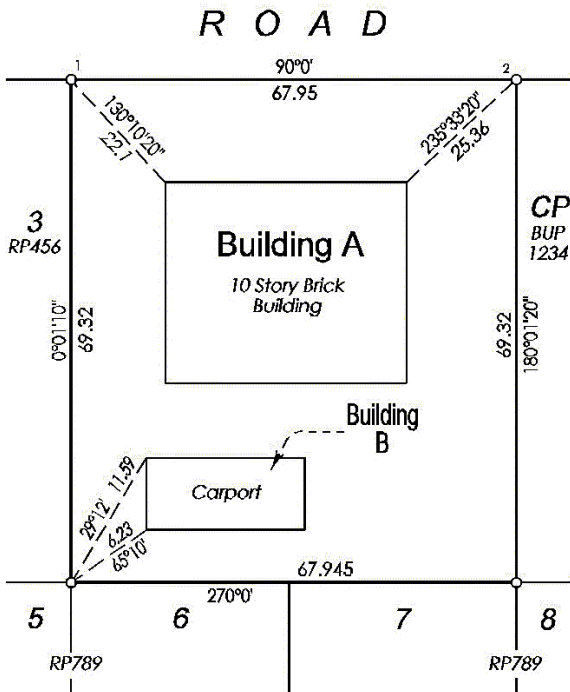 ROAD
1
90°0'
2
67.95
130°10'20"
22.1
235°33'20"
25.36
3
RP456
CP
BUP
1234
Building A
10 Story Brick
Building
0°01'10"
69.32
69.32
180°01'20"
Building
B
Carport
29°12' 11.59
6.23
65°10'
67.945
270°0'
5
6
7
8
RP789
RP789